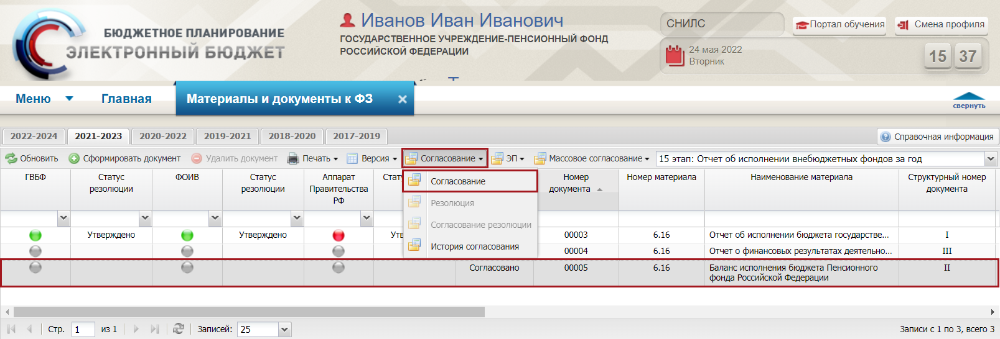 БЮДЖЕТНОЕ ПЛАНИРОВАНИЕ
ЭЛЕКТРОННЫЙ БЮДЖЕТ
Иванов Иван Иванович
ГОСУДАРСТВЕННОЕ УЧРЕЖДЕНИЕ-ПЕНСИОННЫЙ ФОНД
РОССИЙСКОЙ ФЕДЕРАЦИИ
СНИЛС
Портал обучения
Смена профиля
24 мая 2022
Вторник
15 37
Меню
Главная
Материалы и документы к ФЗ
свернуть
2022-2024 2021-2023 2020-2022 2019-2021 2018-2020 2017-2019
Справочная информация
Обновить Сформировать документ Удалить документ Печать Версия Согласование ЭП Массовое согласование 15 этап: Отчет об исполнении внебюджетных фондов за год
ГВБФ
Статус
резолюции
ФОИВ
Статус
резолюции
Аппарат
Правительства
РФ
Номер
документа
Номер материала
Наименование материала
Структурный номер
документа
Согласование
Резолюция
Согласование резолюции
История согласования
Утверждено Утверждено 00003 6.16 Отчет об исполнении бюджета государстве... I
00004 6.16 Отчет о финансовых результатах деятельно... III
Согласовано 00005 6.16 Баланс исполнения бюджета Пенсионного II
фонда Российской Федерации
Стр. 1 из 1 Записей: 25
Записи с 1 по 3, всего 3